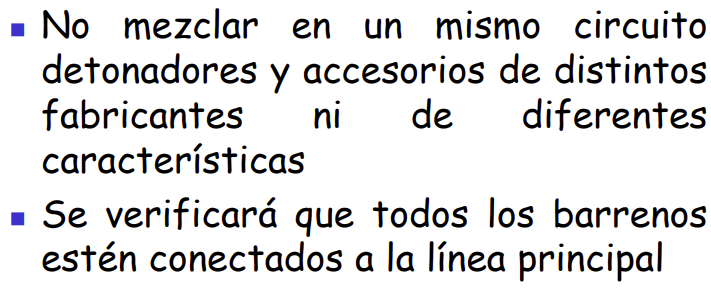 No mezclar en un mismo circuito
detonadores y accesorios de distintos
fabricantes ni de diferentes
características
Se verificará que todos los barrenos
estén conectados a la línea principal